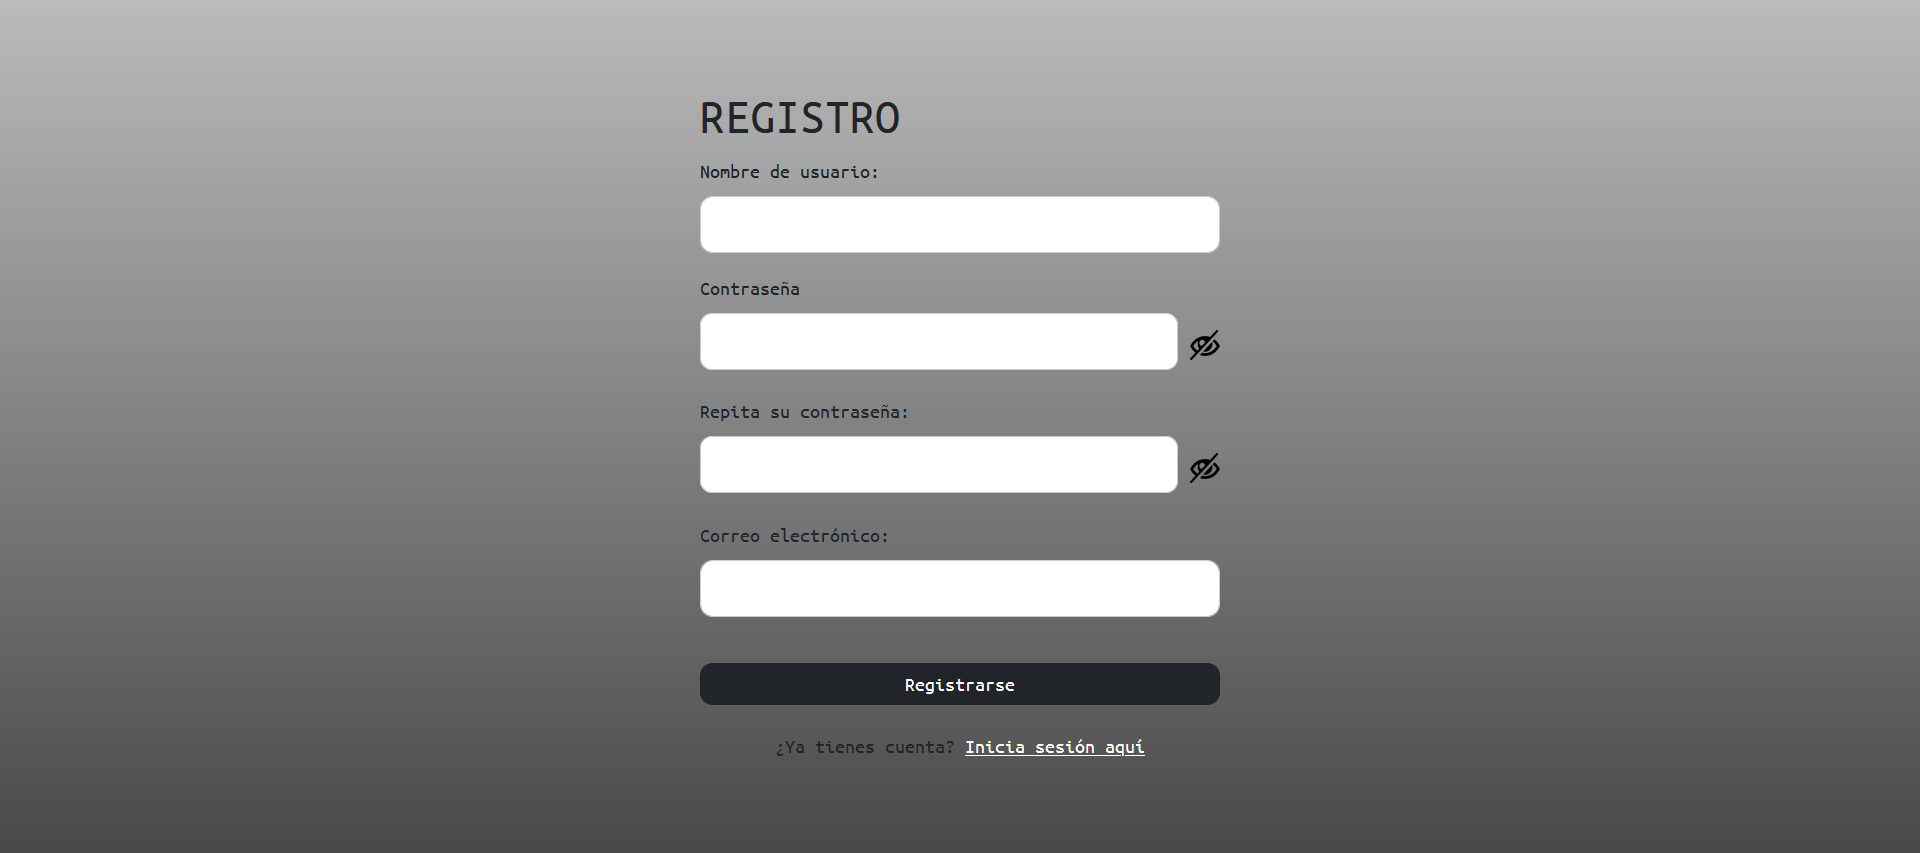 REGISTRO
Nombre de usuario:
Contraseña
Repita su contraseña:
Correo electrónico:
Registrarse
¿Ya tienes cuenta? Inicia sesión aquí